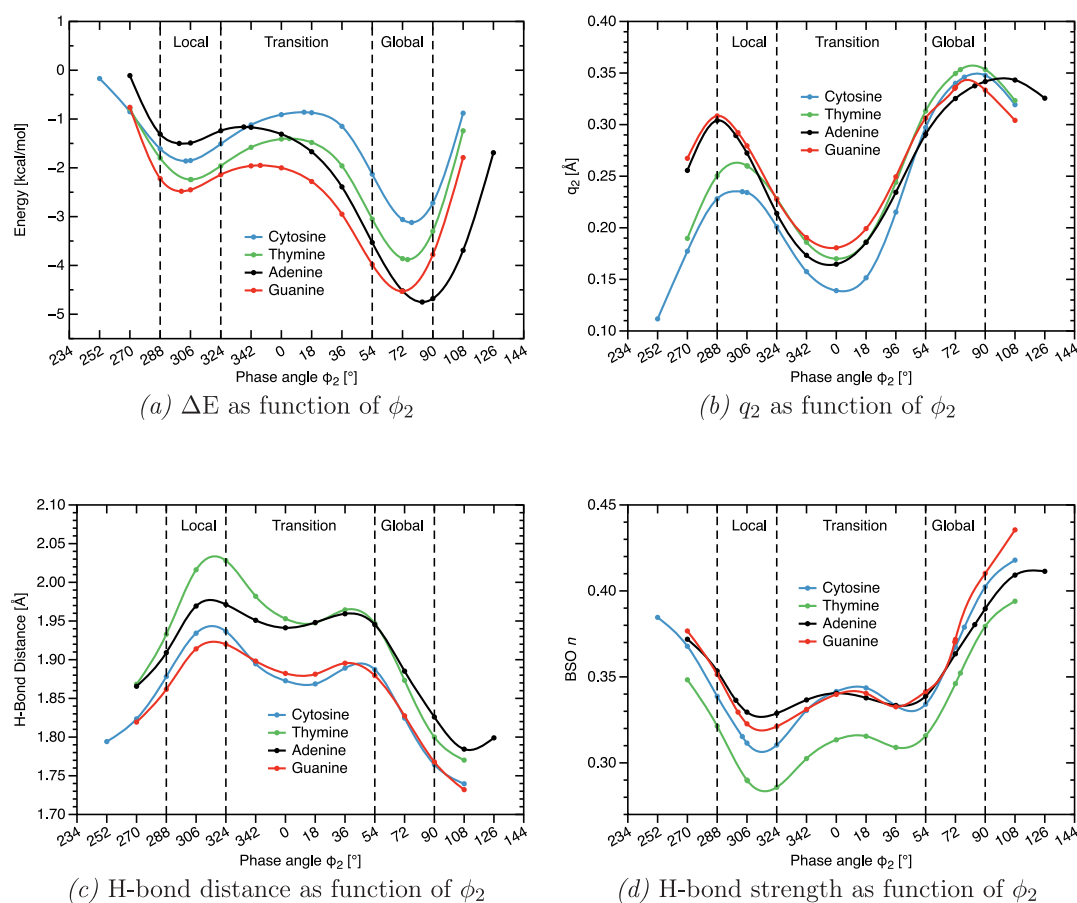 1
0
−1
−2
−3
−4
−5
Energy [kcal/mol]
Local
Transition
Global
Cytosine
Thymine
Adenine
Guanine
234 252 270 288 306 324 342 0 18 36 54 72 90 108 126 144
Phase angle ϕ₂ [°]
(a) ΔE as function of ϕ₂
0.40
0.35
0.30
0.25
0.20
0.15
0.10
q₂ [Å]
Local
Transition
Global
Cytosine
Thymine
Adenine
Guanine
234 252 270 288 306 324 342 0 18 36 54 72 90 108 126 144
Phase angle ϕ₂ [°]
(b) q₂ as function of ϕ₂
2.10
2.05
2.00
1.95
1.90
1.85
1.80
1.75
1.70
H-Bond Distance [Å]
Local
Transition
Global
Cytosine
Thymine
Adenine
Guanine
234 252 270 288 306 324 342 0 18 36 54 72 90 108 126 144
Phase angle ϕ₂ [°]
(c) H-bond distance as function of ϕ₂
0.45
0.40
0.35
0.30
BSO n
Local
Transition
Global
Cytosine
Thymine
Adenine
Guanine
234 252 270 288 306 324 342 0 18 36 54 72 90 108 126 144
Phase angle ϕ₂ [°]
(d) H-bond strength as function of ϕ₂